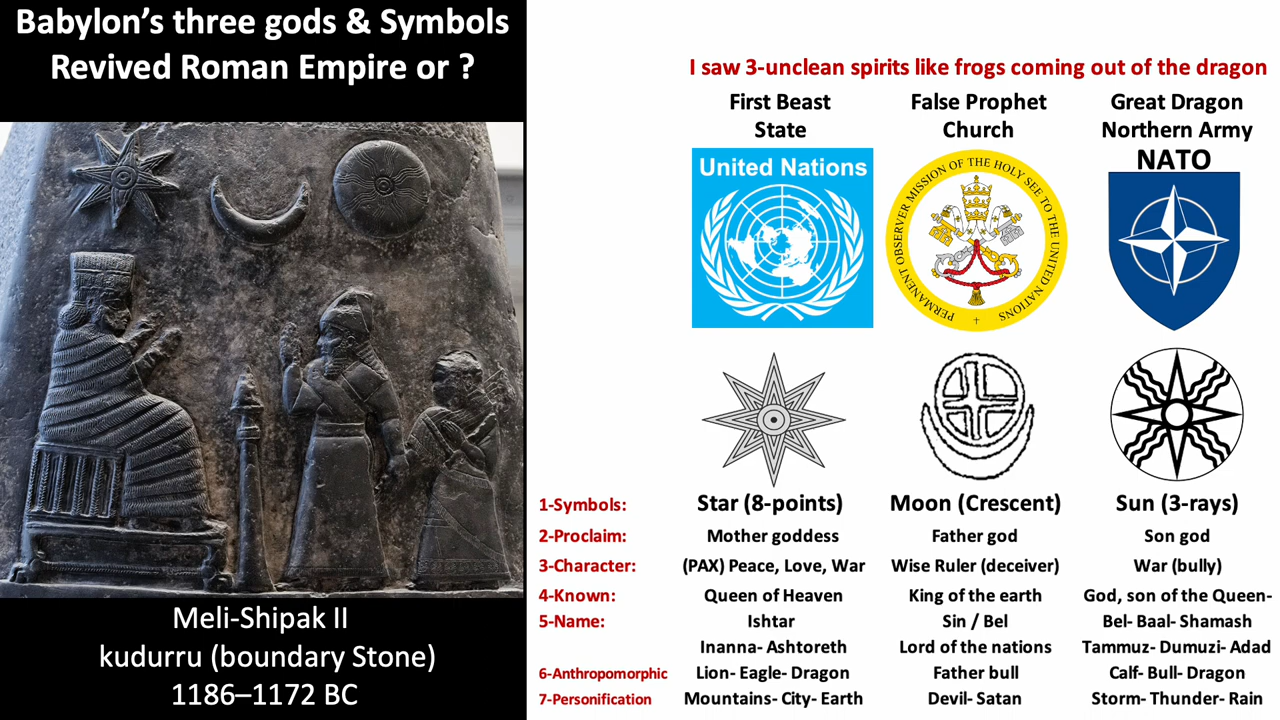 Babylon's three gods & Symbols
Revived Roman Empire or ?
Meli-Shipak II
kudurru (boundary Stone)
1186–1172 BC
I saw 3-unclean spirits like frogs coming out of the dragon
First Beast
State
False Prophet
Church
Great Dragon
Northern Army
NATO
United Nations
PERMANENT OBSERVER MISSION OF THE HOLY SEE TO THE UNITED NATIONS
1-Symbols: Star (8-points) Moon (Crescent) Sun (3-rays)
2-Proclaim: Mother goddess Father god Son god
3-Character: (PAX) Peace, Love, War Wise Ruler (deceiver) War (bully)
4-Known: Queen of Heaven King of the earth God, son of the Queen-
5-Name: Ishtar Sin / Bel Bel- Baal- Shamash
Inanna- Ashtoreth Lord of the nations Tammuz- Dumuzi- Adad
6-Anthropomorphic Lion- Eagle- Dragon Father bull Calf- Bull- Dragon
7-Personification Mountains- City- Earth Devil- Satan Storm- Thunder- Rain